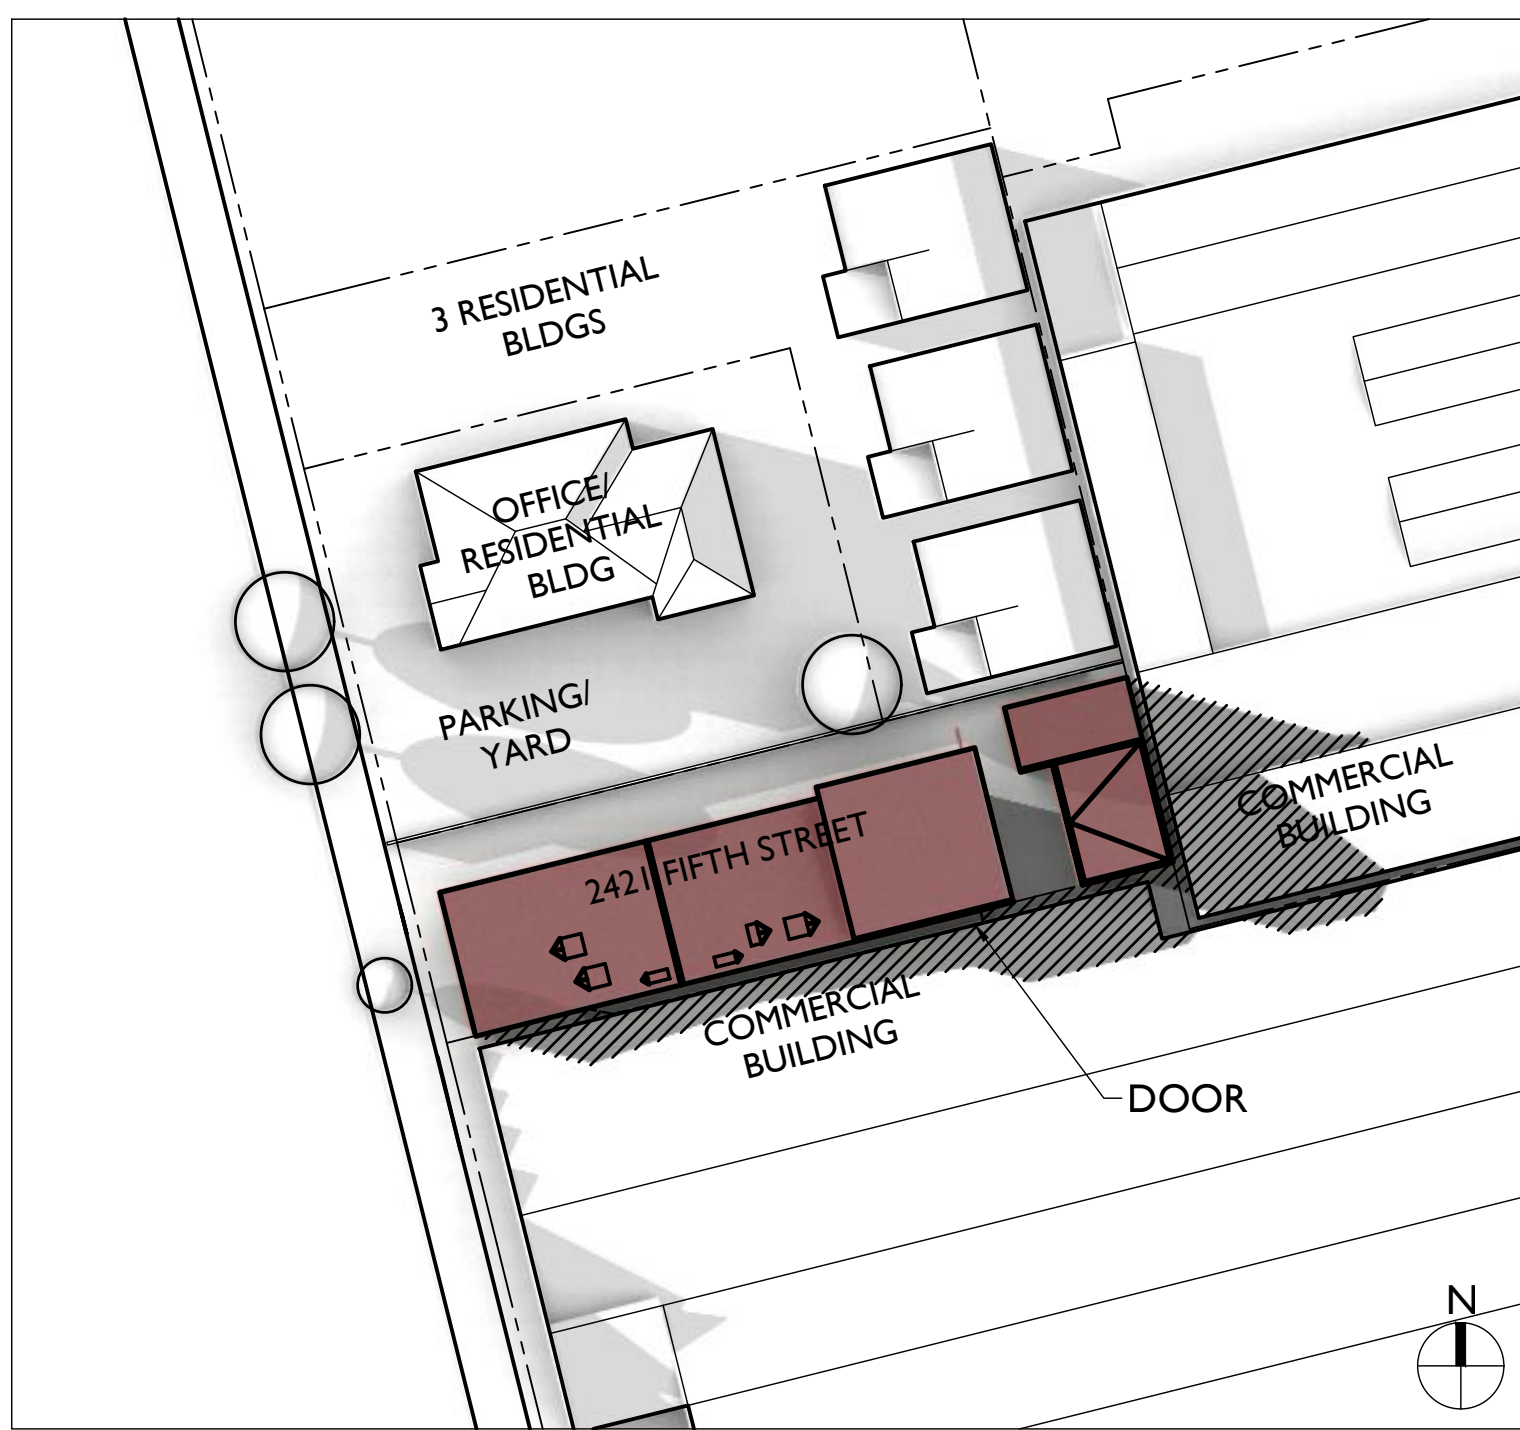 3 RESIDENTIAL
BLDGS
OFFICE/
RESIDENTIAL
BLDG
PARKING/
YARD
COMMERCIAL
BUILDING
2421 FIFTH STREET
COMMERCIAL
BUILDING
DOOR
N